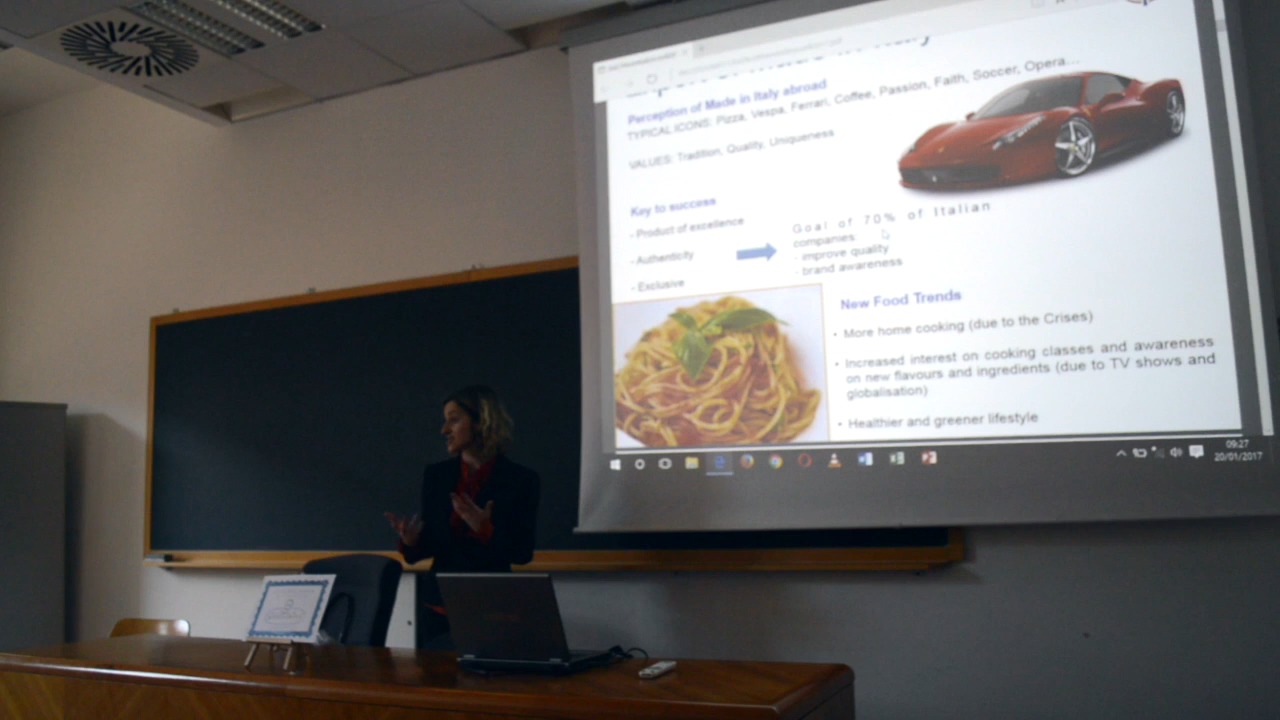 Perception of Made in Italy abroad
TYPICAL ICONS: Pizza, Vespa, Ferrari, Coffee, Passion, Faith, Soccer, Opera...
VALUES: Tradition, Quality, Uniqueness
Key to success
- Product of excellence
- Authenticity
- Exclusive
Goal of 70% of Italian
companies:
- improve quality
- brand awareness
New Food Trends
• More home cooking (due to the Crises)
• Increased interest on cooking classes and awareness
on new flavours and ingredients (due to TV shows and
globalisation)
• Healthier and greener lifestyle
09:27
20/01/2017